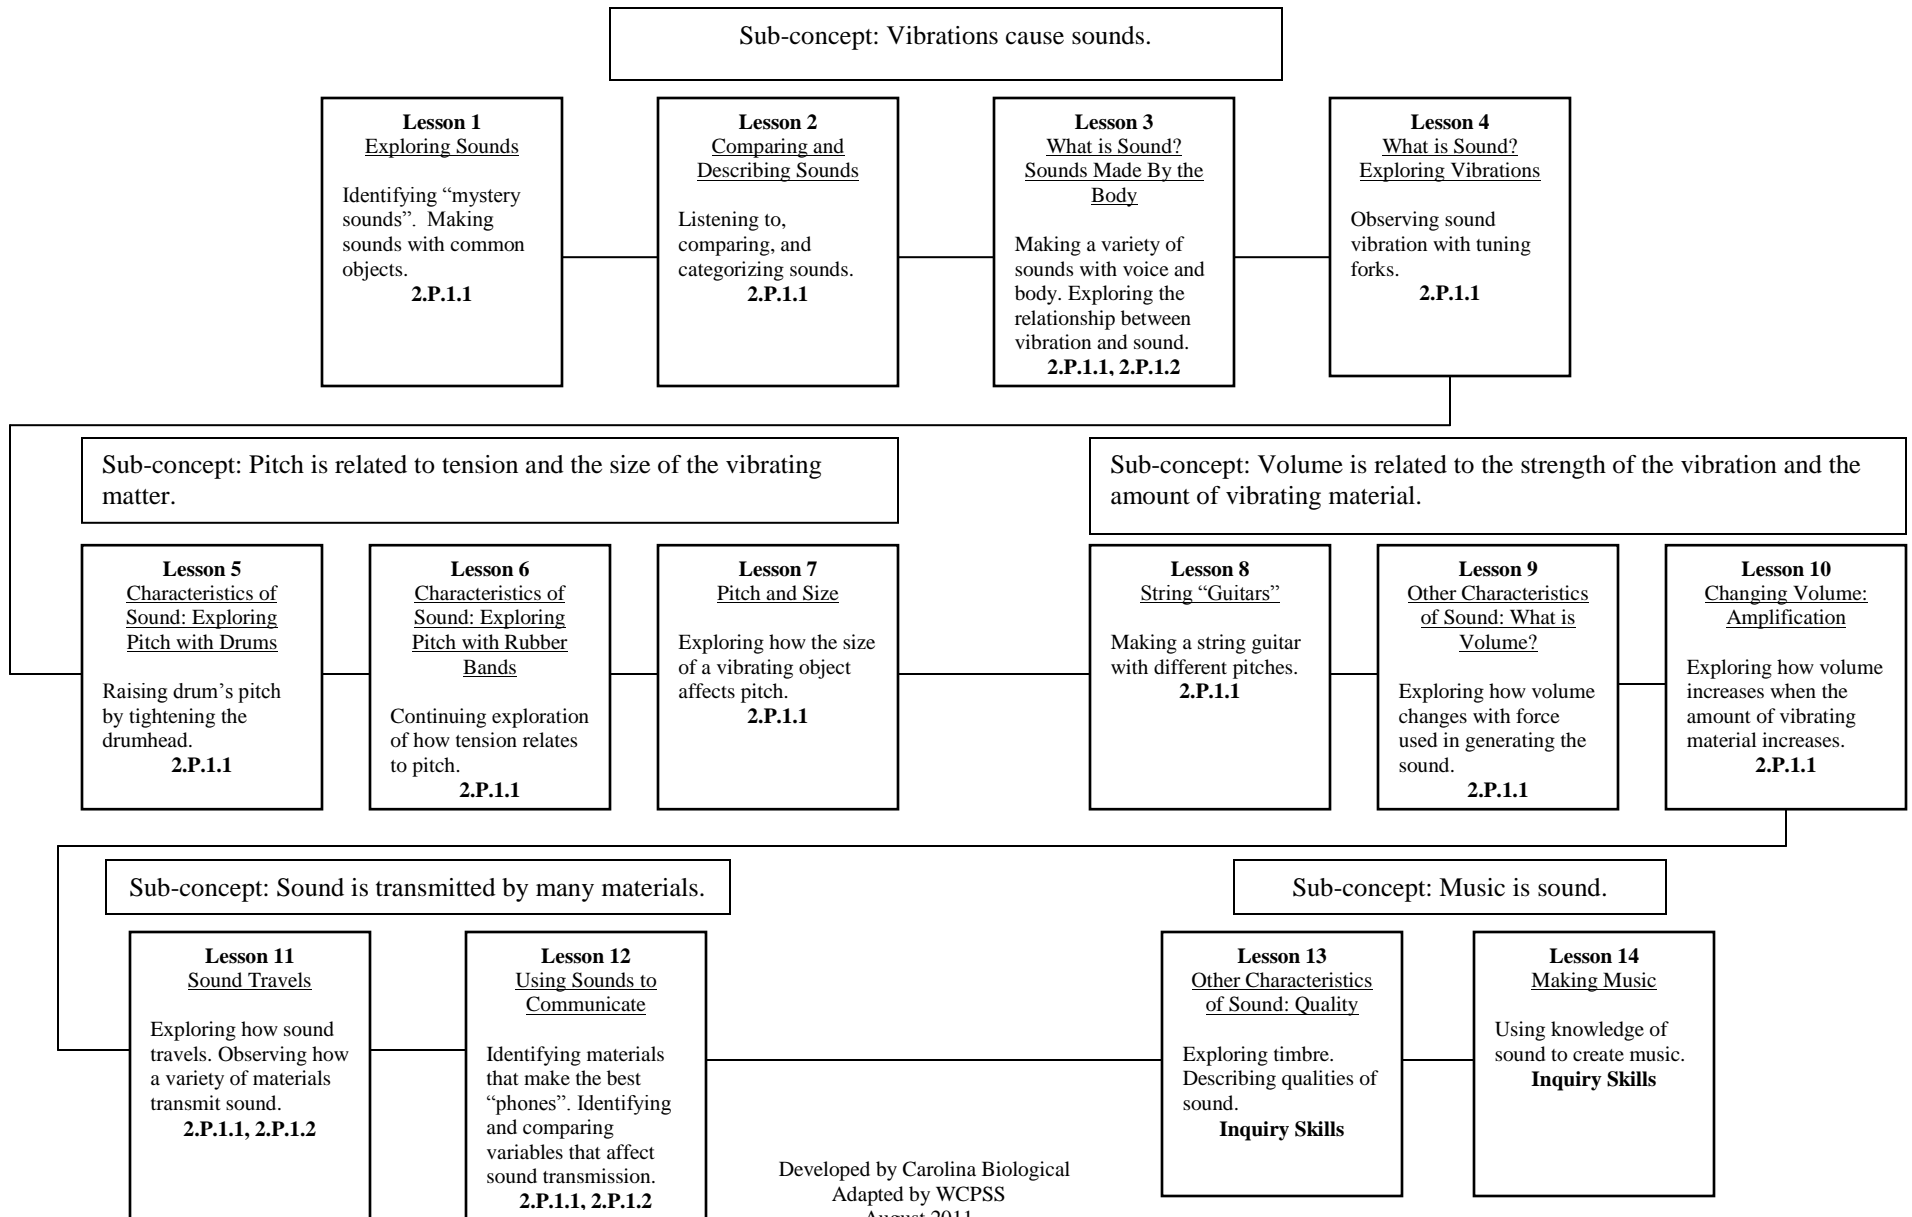 Sub-concept: Vibrations cause sounds.
Lesson 1
Exploring Sounds
Identifying “mystery
sounds”.  Making
sounds with common
objects.
2.P.1.1
Lesson 2
Comparing and
Describing Sounds
Listening to,
comparing, and
categorizing sounds.
2.P.1.1
Lesson 3
What is Sound?
Sounds Made By the
Body
Making a variety of
sounds with voice and
body. Exploring the
relationship between
vibration and sound.
2.P.1.1, 2.P.1.2
Lesson 4
What is Sound?
Exploring Vibrations
Observing sound
vibration with tuning
forks.
2.P.1.1
Sub-concept: Pitch is related to tension and the size of the vibrating
matter.
Lesson 5
Characteristics of
Sound: Exploring
Pitch with Drums
Raising drum’s pitch
by tightening the
drumhead.
2.P.1.1
Lesson 6
Characteristics of
Sound: Exploring
Pitch with Rubber
Bands
Continuing exploration
of how tension relates
to pitch.
2.P.1.1
Lesson 7
Pitch and Size
Exploring how the size
of a vibrating object
affects pitch.
2.P.1.1
Sub-concept: Volume is related to the strength of the vibration and the
amount of vibrating material.
Lesson 8
String “Guitars”
Making a string guitar
with different pitches.
2.P.1.1
Lesson 9
Other Characteristics
of Sound: What is
Volume?
Exploring how volume
changes with force
used in generating the
sound.
2.P.1.1
Lesson 10
Changing Volume:
Amplification
Exploring how volume
increases when the
amount of vibrating
material increases.
2.P.1.1
Sub-concept: Sound is transmitted by many materials.
Lesson 11
Sound Travels
Exploring how sound
travels. Observing how
a variety of materials
transmit sound.
2.P.1.1, 2.P.1.2
Lesson 12
Using Sounds to
Communicate
Identifying materials
that make the best
“phones”. Identifying
and comparing
variables that affect
sound transmission.
2.P.1.1, 2.P.1.2
Sub-concept: Music is sound.
Lesson 13
Other Characteristics
of Sound: Quality
Exploring timbre.
Describing qualities of
sound.
Inquiry Skills
Lesson 14
Making Music
Using knowledge of
sound to create music.
Inquiry Skills
Developed by Carolina Biological
Adapted by WCPSS
August 2011